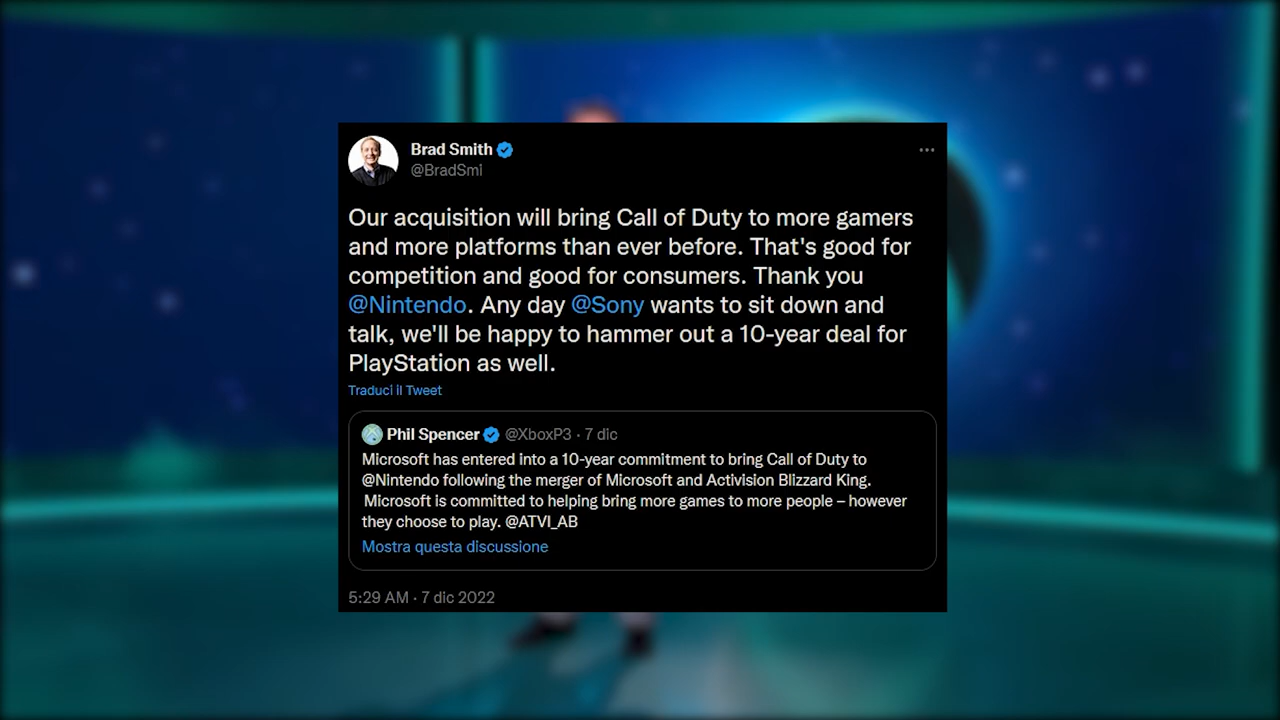 Brad Smith
@BradSmi
Our acquisition will bring Call of Duty to more gamers
and more platforms than ever before. That's good for
competition and good for consumers. Thank you
@Nintendo. Any day @Sony wants to sit down and
talk, we'll be happy to hammer out a 10-year deal for
PlayStation as well.
Traduci il Tweet
Phil Spencer @XboxP3 · 7 dic
Microsoft has entered into a 10-year commitment to bring Call of Duty to
@Nintendo following the merger of Microsoft and Activision Blizzard King.
Microsoft is committed to helping bring more games to more people – however
they choose to play. @ATVI_AB
Mostra questa discussione
5:29 AM · 7 dic 2022